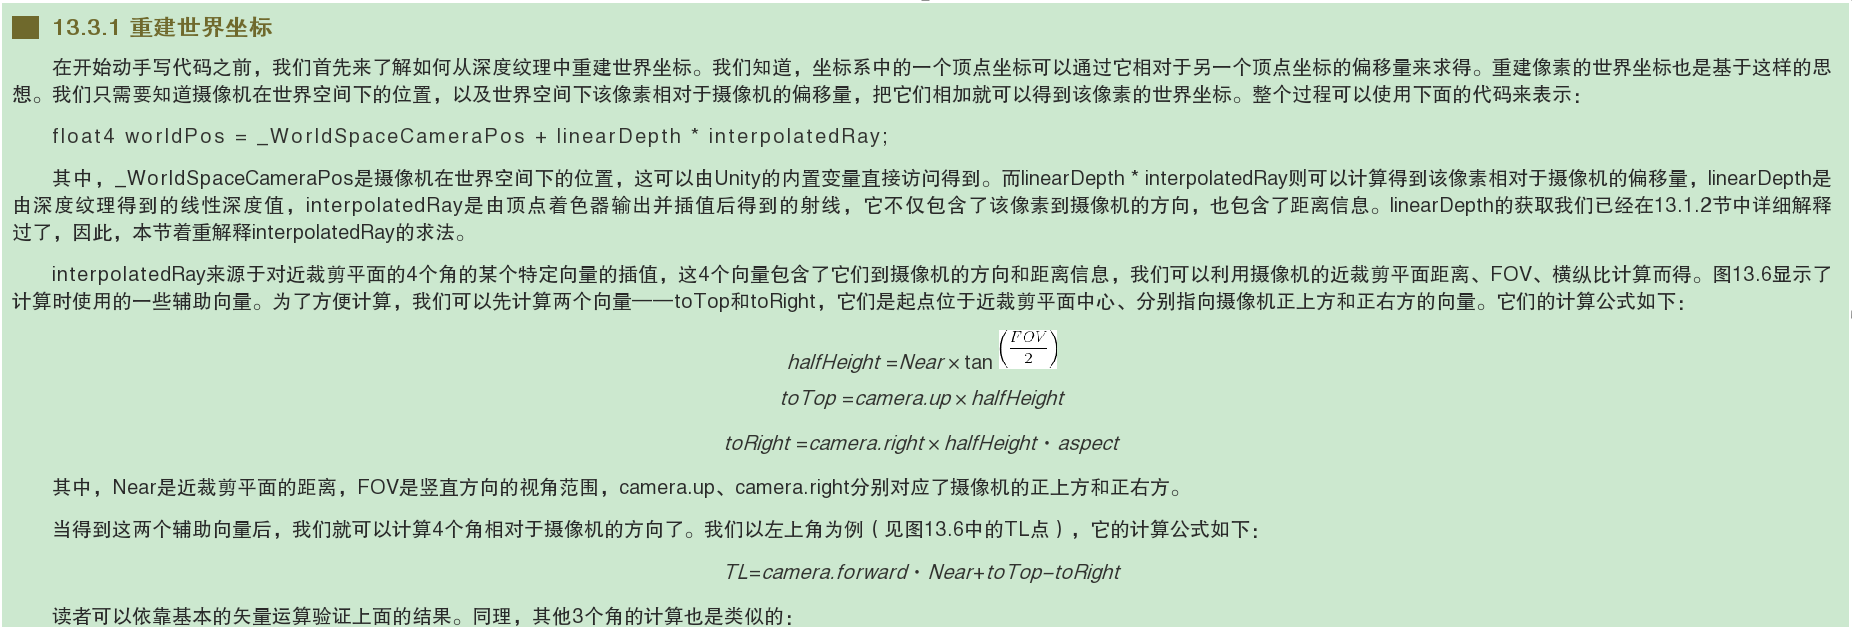 13.3.1 重建世界坐标
在开始动手写代码之前，我们首先来了解如何从深度纹理中重建世界坐标。我们知道，坐标系中的一个顶点坐标可以通过它相对于另一个顶点坐标的偏移量来求得。重建像素的世界坐标也是基于这样的思
想。我们只需要知道摄像机在世界空间下的位置，以及世界空间下该像素相对于摄像机的偏移量，把它们相加就可以得到该像素的世界坐标。整个过程可以使用下面的代码来表示：
float4 worldPos = _WorldSpaceCameraPos + linearDepth * interpolatedRay;
其中，_WorldSpaceCameraPos是摄像机在世界空间下的位置，这可以由Unity的内置变量直接访问得到。而linearDepth * interpolatedRay则可以计算得到该像素相对于摄像机的偏移量，linearDepth是
由深度纹理得到的线性深度值，interpolatedRay是由顶点着色器输出并插值后得到的射线，它不仅包含了该像素到摄像机的方向，也包含了距离信息。linearDepth的获取我们已经在13.1.2节中详细解释
过了，因此，本节着重解释interpolatedRay的求法。
interpolatedRay来源于对近裁剪平面的4个角的某个特定向量的插值，这4个向量包含了它们到摄像机的方向和距离信息，我们可以利用摄像机的近裁剪平面距离、FOV、横纵比计算而得。图13.6显示了
计算时使用的一些辅助向量。为了方便计算，我们可以先计算两个向量——toTop和toRight，它们是起点位于近裁剪平面中心、分别指向摄像机正上方和正右方的向量。它们的计算公式如下：
halfHeight =Near × tan (FOV/2)
toTop =camera.up × halfHeight
toRight =camera.right × halfHeight · aspect
其中，Near是近裁剪平面的距离，FOV是竖直方向的视角范围，camera.up、camera.right分别对应了摄像机的正上方和正右方。
当得到这两个辅助向量后，我们就可以计算4个角相对于摄像机的方向了。我们以左上角为例（见图13.6中的TL点），它的计算公式如下：
TL=camera.forward · Near+toTop–toRight
读者可以依靠基本的矢量运算验证上面的结果。同理，其他3个角的计算也是类似的：